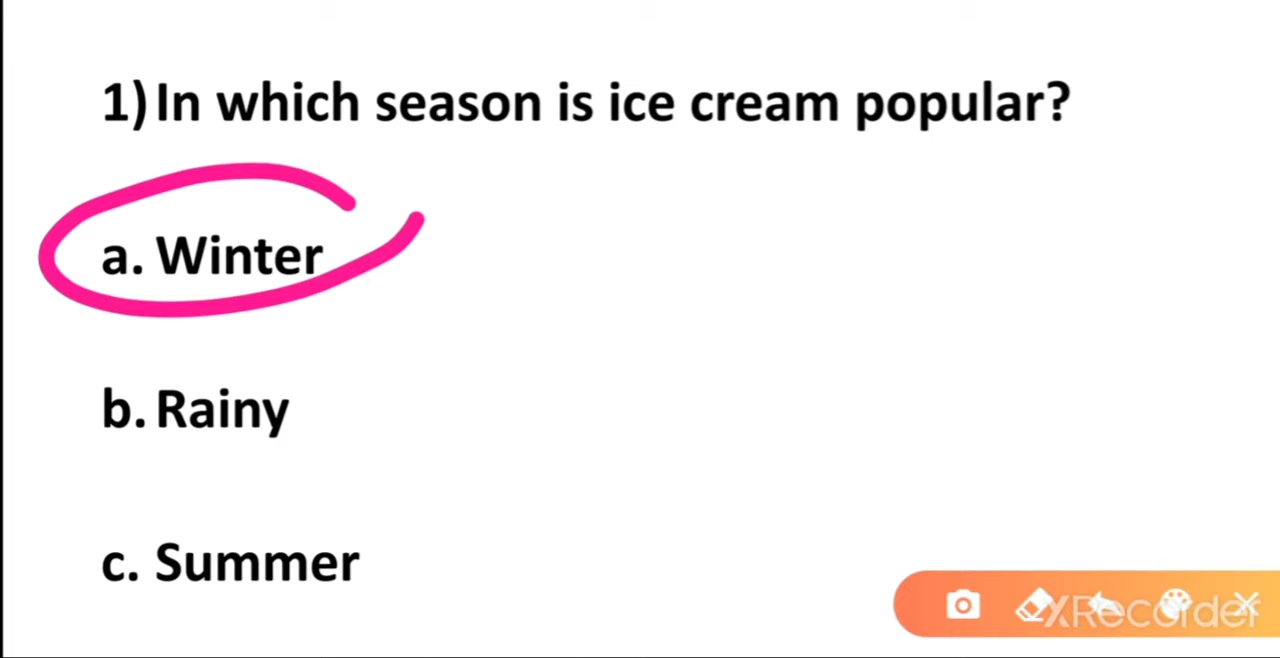 1) In which season is ice cream popular?
a. Winter
b. Rainy
c. Summer
XRecorder